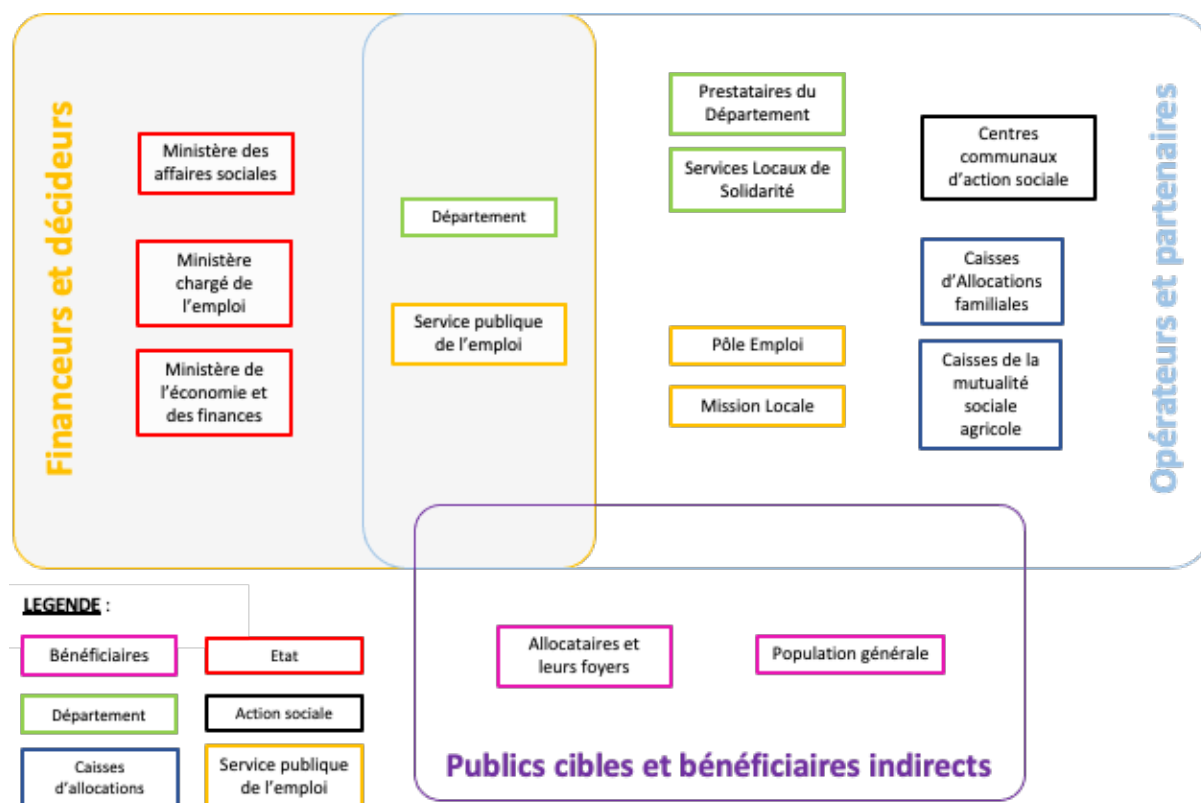 Financeurs et décideurs
Ministère des
affaires sociales
Ministère
chargé de
l'emploi
Ministère de
l'économie et
des finances
Département
Service publique
de l'emploi
Prestataires du
Département
Services Locaux de
Solidarité
Pôle Emploi
Mission Locale
Centres
communaux
d'action sociale
Caisses
d'Allocations
familiales
Caisses de la
mutualité
sociale
agricole
Opérateurs et partenaires
Allocataires et
leurs foyers
Population générale
Publics cibles et bénéficiaires indirects
LEGENDE :
Bénéficiaires
Etat
Département
Action sociale
Caisses
d'allocations
Service publique
de l'emploi